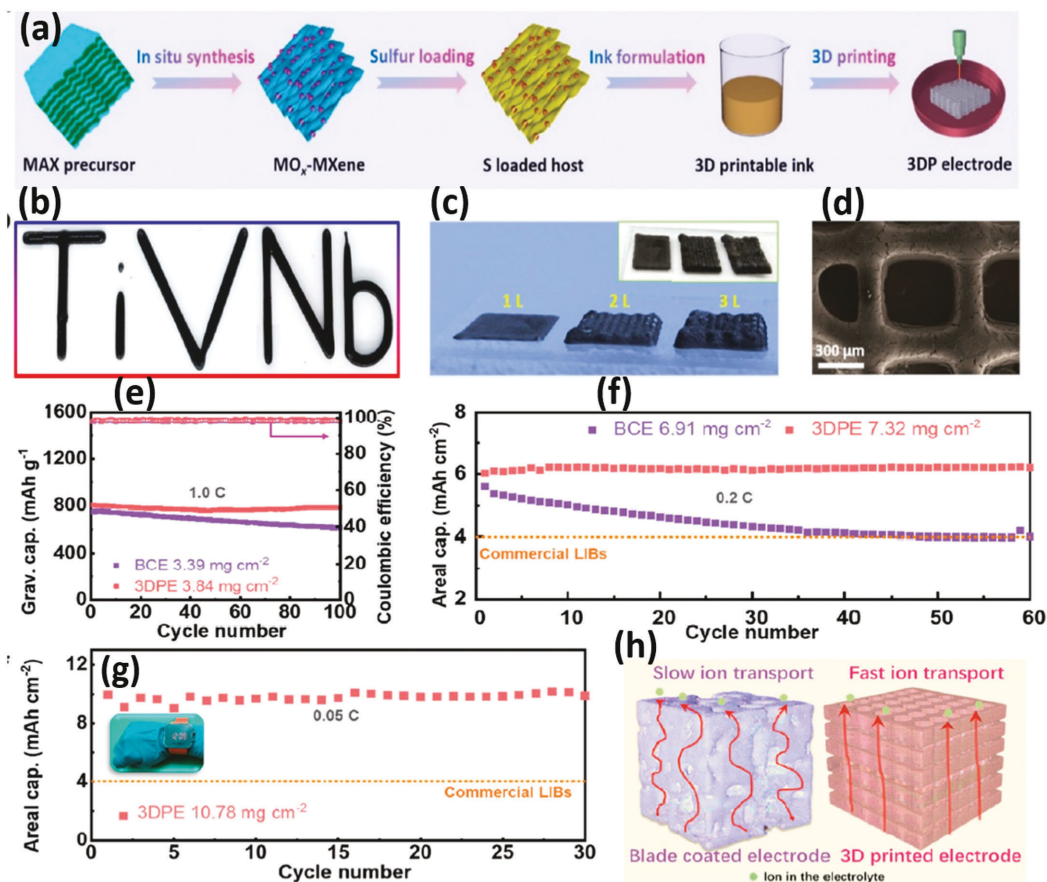 (a)
In situ synthesis
Sulfur loading
Ink formulation
3D printing
MAX precursor
MOx-MXene
S loaded host
3D printable ink
3DP electrode
(b)
TiVNb
(c)
1 L
2 L
3 L
(d)
300 μm
(e)
Grav. cap. (mAh g-1)
1600
1200
800
400
0
1.0 C
BCE 3.39 mg cm-2
3DPE 3.84 mg cm-2
0 20 40 60 80 100
Cycle number
100
80
60
40
20
0
Coulombic efficiency (%)
(f)
Areal cap. (mAh cm-2)
8
6
4
2
BCE 6.91 mg cm-2
3DPE 7.32 mg cm-2
0.2 C
Commercial LIBs
0 10 20 30 40 50 60
Cycle number
(g)
Areal cap. (mAh cm-2)
12
8
4
0
0.05 C
Commercial LIBs
3DPE 10.78 mg cm-2
0 5 10 15 20 25 30
Cycle number
(h)
Slow ion transport
Fast ion transport
Blade coated electrode
3D printed electrode
Ion in the electrolyte